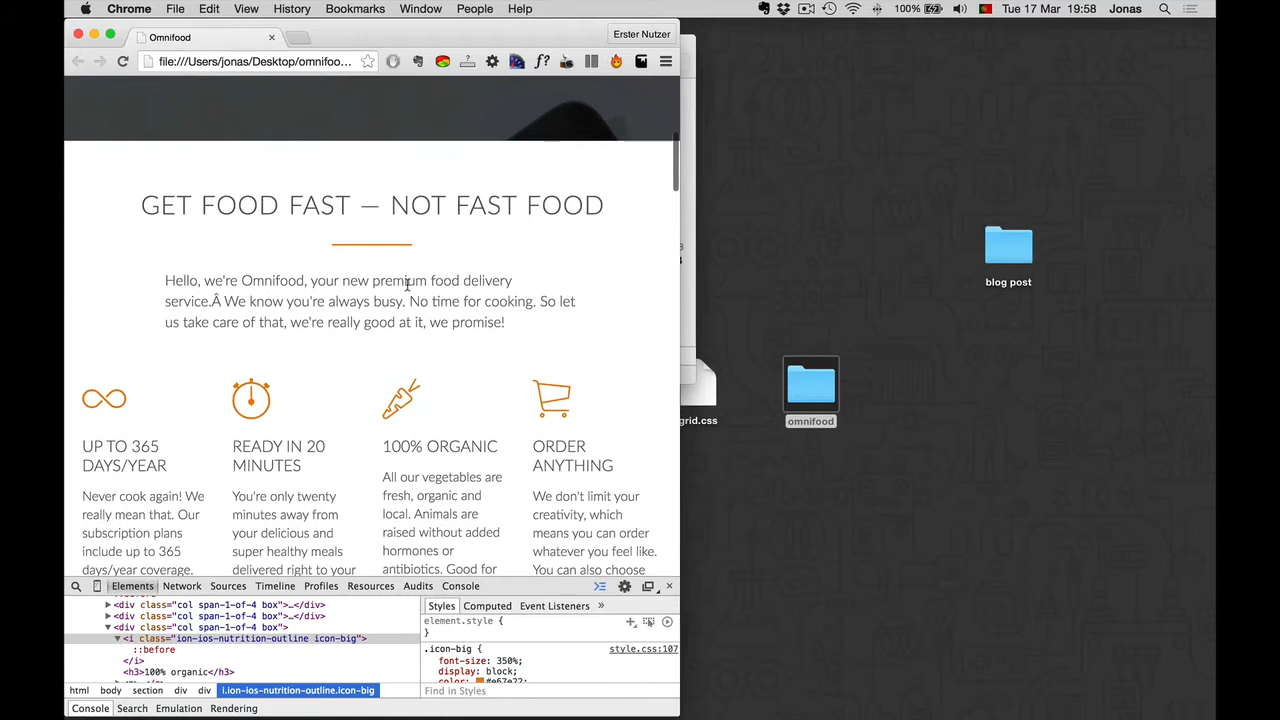 Chrome File Edit View History Bookmarks Window People Help 100% Tue 17 Mar 19:58 Jonas
Omnifood
Erster Nutzer
file:///Users/jonas/Desktop/omnifoo...
f?
GET FOOD FAST — NOT FAST FOOD
Hello, we're Omnifood, your new premium food delivery
service.Â We know you're always busy. No time for cooking. So let
us take care of that, we're really good at it, we promise!
UP TO 365
DAYS/YEAR
Never cook again! We
really mean that. Our
subscription plans
include up to 365
days/year coverage.
READY IN 20
MINUTES
You're only twenty
minutes away from
your delicious and
super healthy meals
delivered right to your
100% ORGANIC
All our vegetables are
fresh, organic and
local. Animals are
raised without added
hormones or
antibiotics. Good for
ORDER
ANYTHING
We don't limit your
creativity, which
means you can order
whatever you feel like.
You can also choose
blog post
grid.css
omnifood
Elements Network Sources Timeline Profiles Resources Audits Console
<div class="col span-1-of-4 box">…</div>
<div class="col span-1-of-4 box">…</div>
<div class="col span-1-of-4 box">
<i class="ion-ios-nutrition-outline icon-big">
::before
</i>
<h3>100% organic</h3>
html body section div div i.ion-ios-nutrition-outline.icon-big
Styles Computed Event Listeners »
element.style {
}
.icon-big { style.css:107
font-size: 350%;
display: block;
color: #e67e22;
Find in Styles
Console Search Emulation Rendering